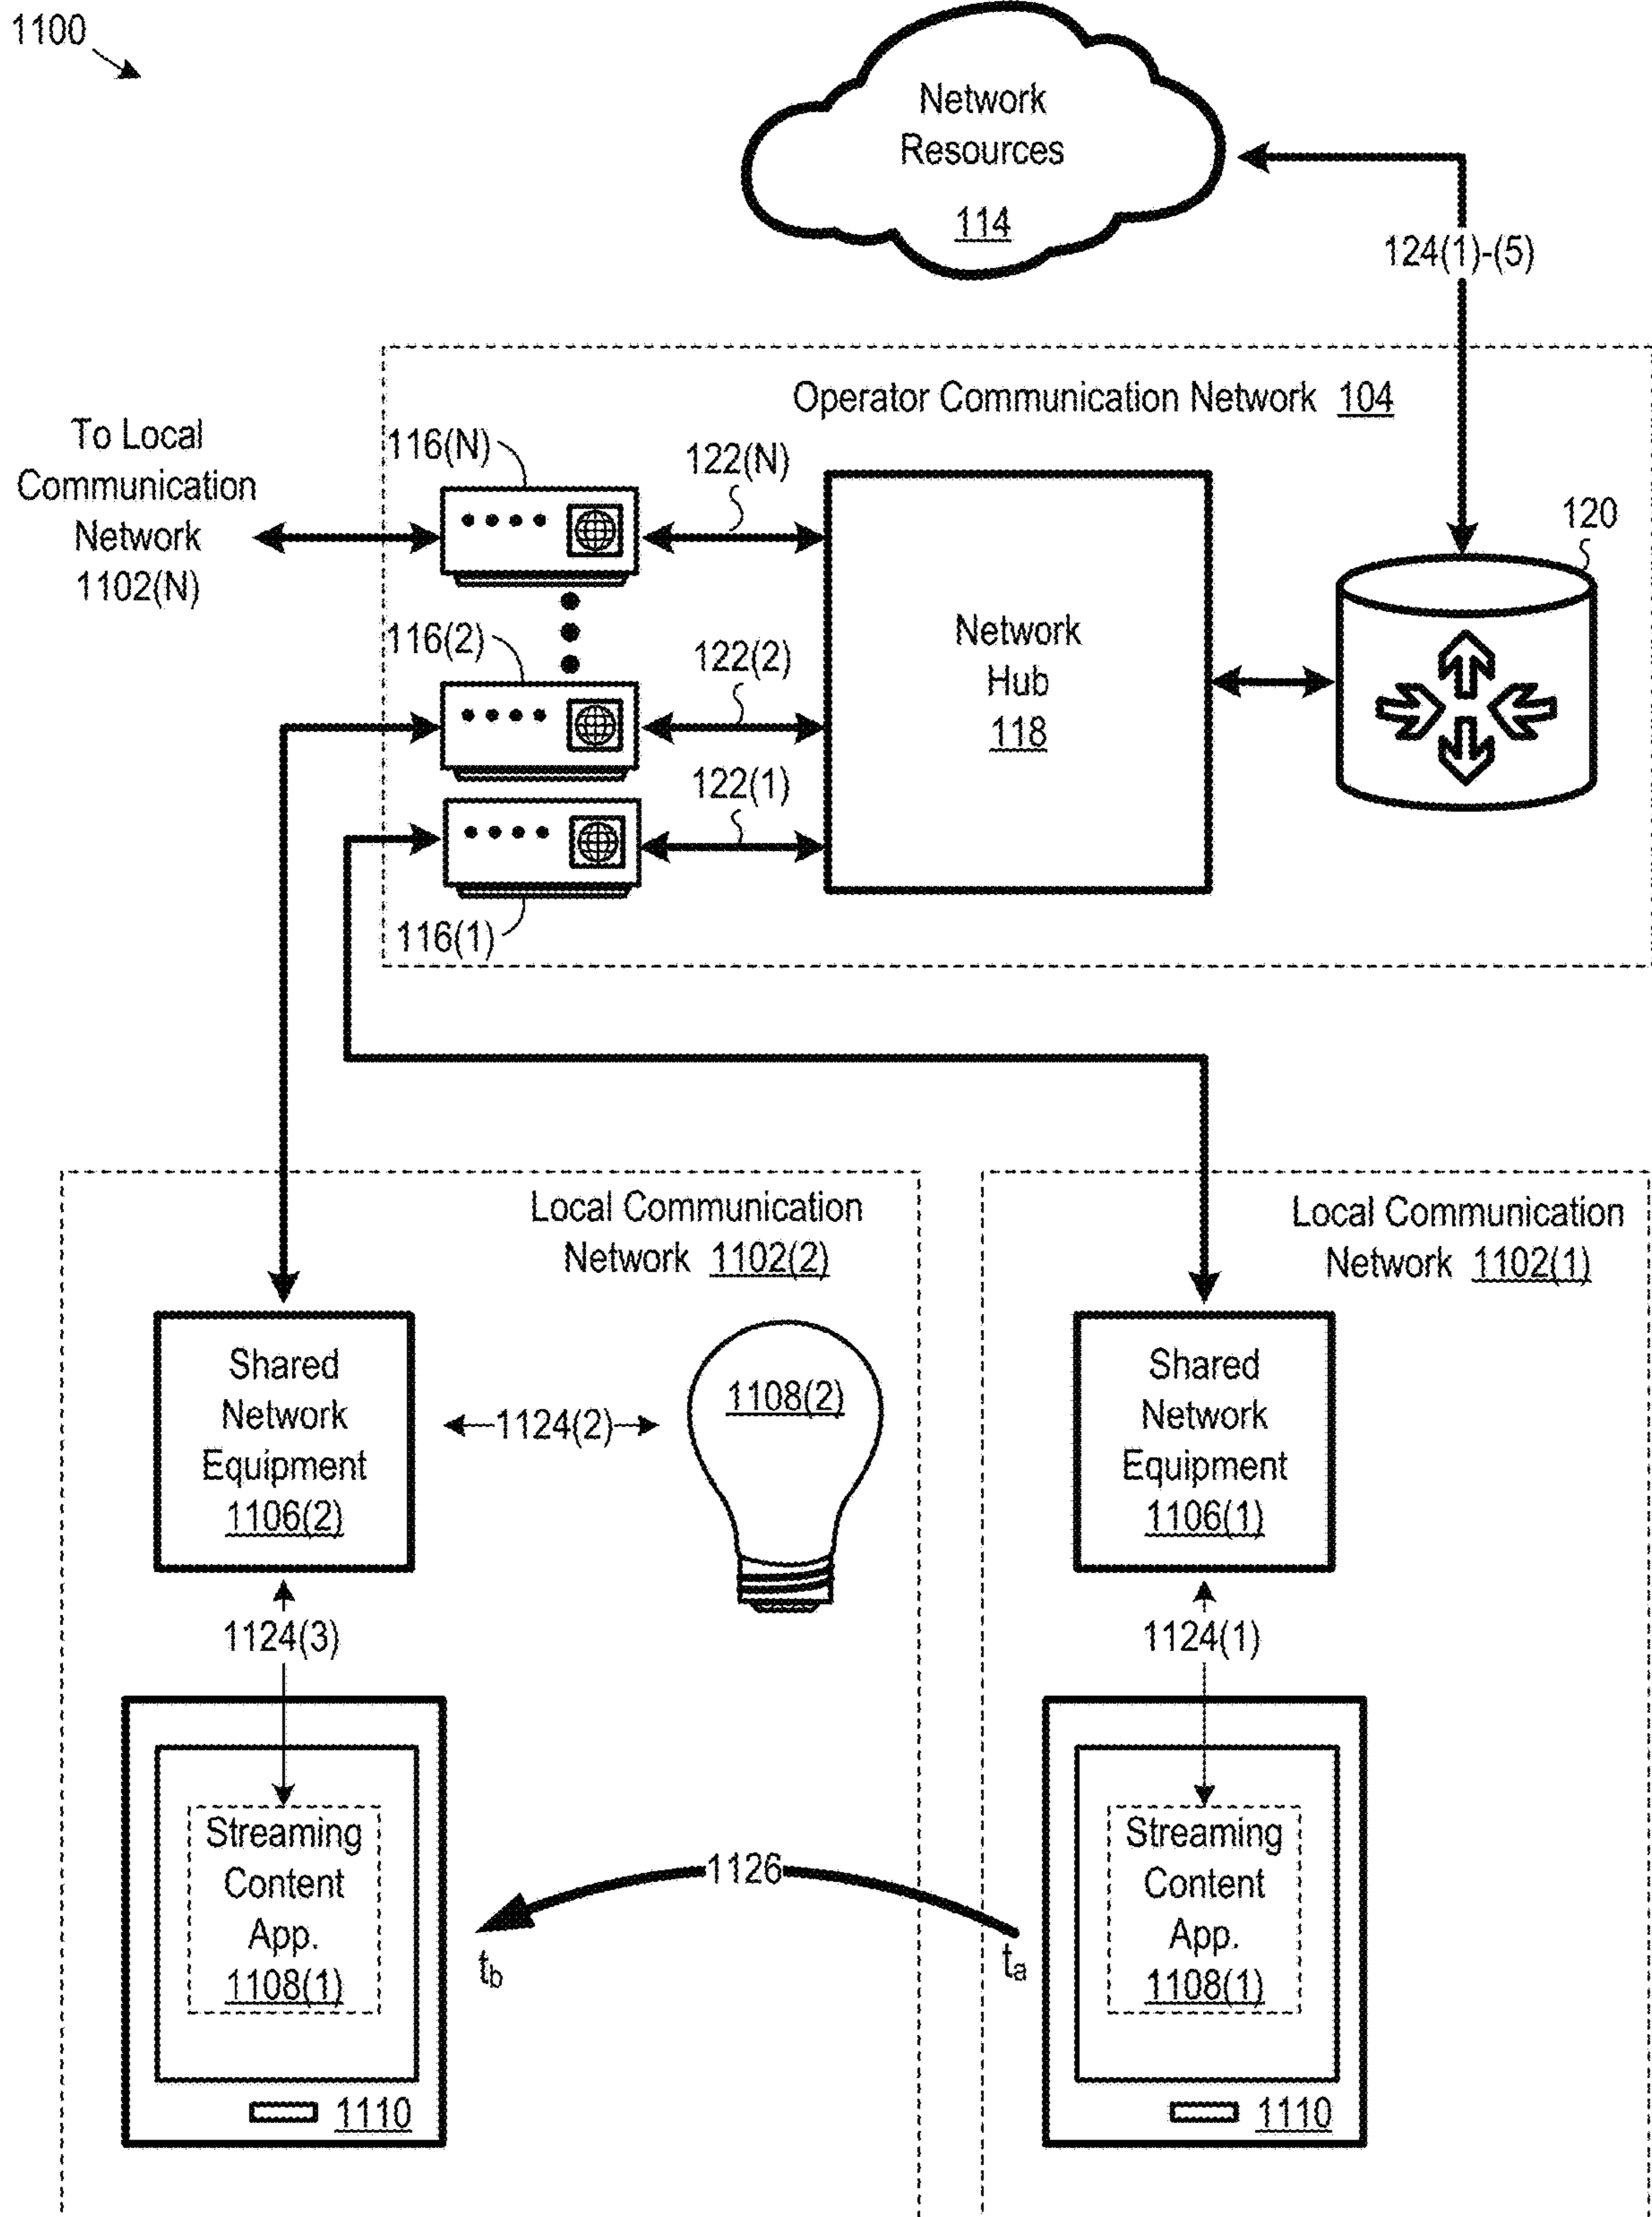 1100
Network
Resources
114
124(1)-(5)
Operator Communication Network 104
To Local
Communication
Network
1102(N)
116(N)
122(N)
120
116(2)
122(2)
Network
Hub
118
122(1)
116(1)
Local Communication
Network 1102(2)
Local Communication
Network 1102(1)
Shared
Network
Equipment
1106(2)
1124(2)
1108(2)
Shared
Network
Equipment
1106(1)
1124(3)
1124(1)
Streaming
Content
App.
1108(1)
1126
tb
ta
Streaming
Content
App.
1108(1)
1110
1110